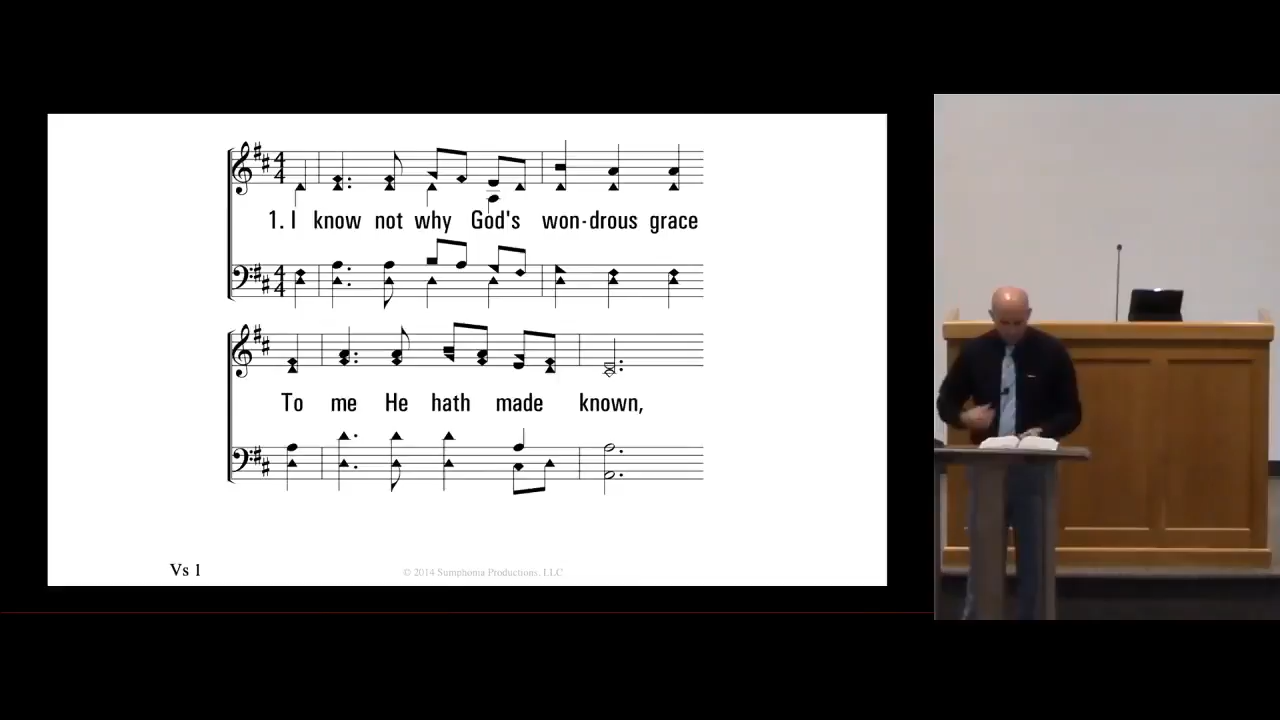 1. I know not why God's won-drous grace
To me He hath made known,
Vs 1
© 2014 Sumphonia Productions, LLC